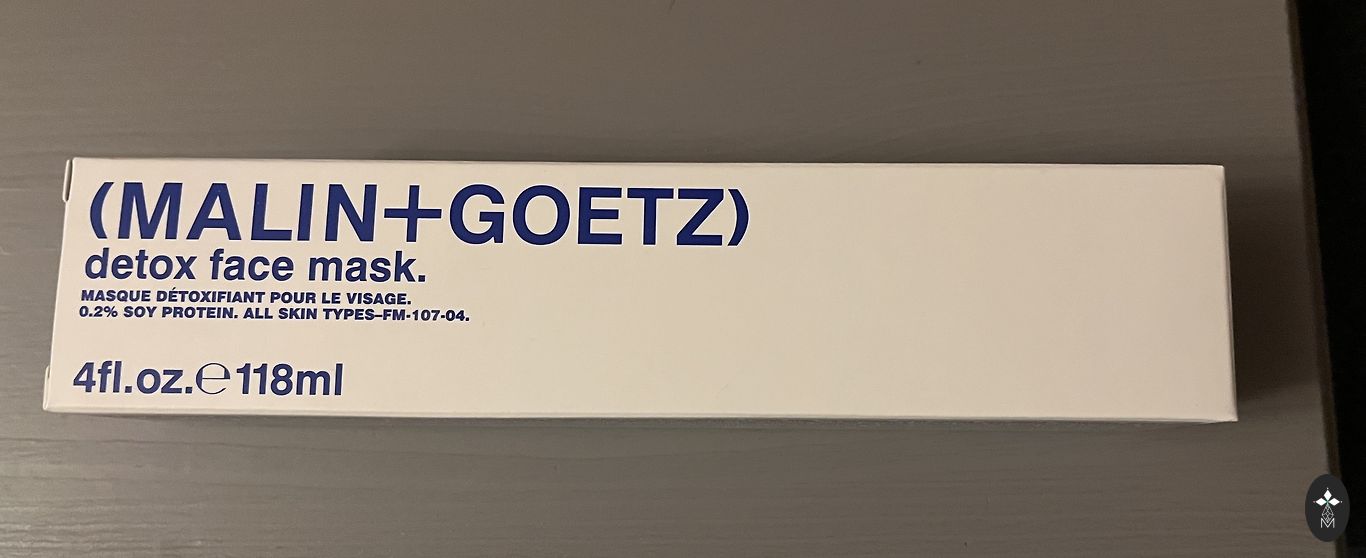 (MALIN+GOETZ)
detox face mask.
MASQUE DÉTOXIFIANT POUR LE VISAGE.
0.2% SOY PROTEIN. ALL SKIN TYPES–FM-107-04.
4fl.oz.℮118ml
M